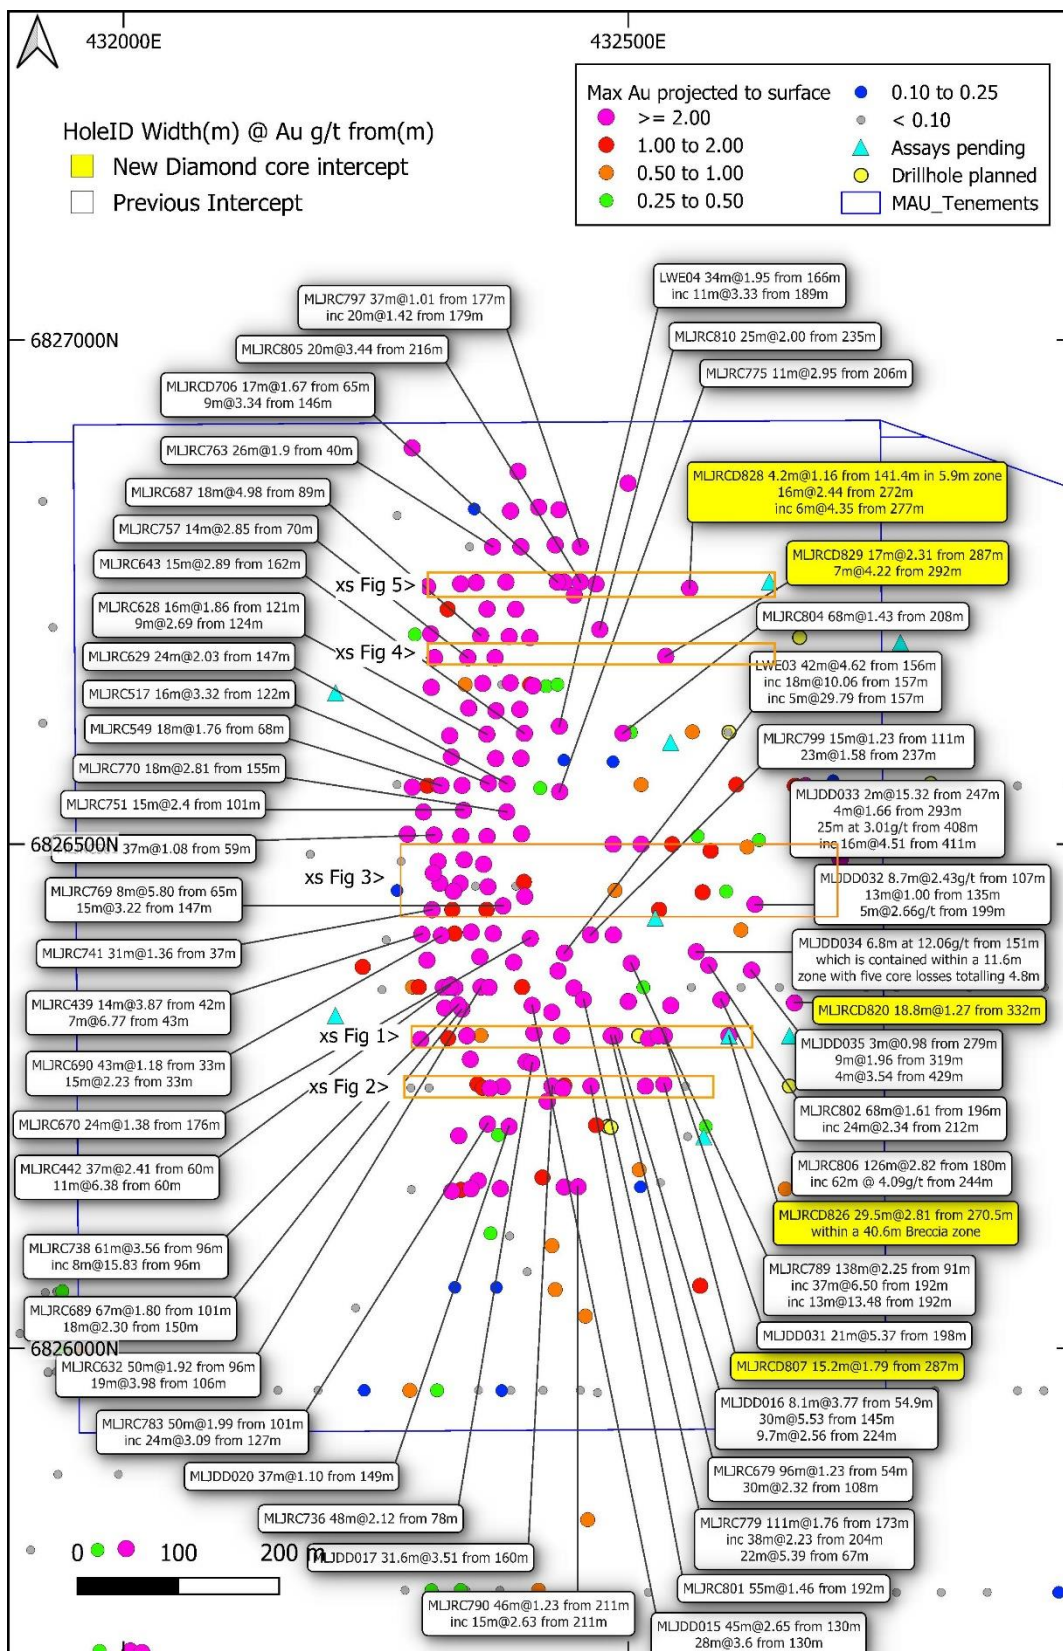 432000E
432500E
HoleID Width(m) @ Au g/t from(m)
New Diamond core intercept
Previous Intercept
Max Au projected to surface
>= 2.00
1.00 to 2.00
0.50 to 1.00
0.25 to 0.50
0.10 to 0.25
< 0.10
Assays pending
Drillhole planned
MAU_Tenements
6827000N
MLJRC797 37m@1.01 from 177m
inc 20m@1.42 from 179m
MLJRC805 20m@3.44 from 216m
MLJRCD706 17m@1.67 from 65m
9m@3.34 from 146m
MLJRC763 26m@1.9 from 40m
MLJRC687 18m@4.98 from 89m
MLJRC757 14m@2.85 from 70m
MLJRC643 15m@2.89 from 162m
MLJRC628 16m@1.86 from 121m
9m@2.69 from 124m
MLJRC629 24m@2.03 from 147m
MLJRC517 16m@3.32 from 122m
MLJRC549 18m@1.76 from 68m
MLJRC770 18m@2.81 from 155m
MLJRC751 15m@2.4 from 101m
6826500N
37m@1.08 from 59m
MLJRC769 8m@5.80 from 65m
15m@3.22 from 147m
MLJRC741 31m@1.36 from 37m
MLJRC439 14m@3.87 from 42m
7m@6.77 from 43m
MLJRC690 43m@1.18 from 33m
15m@2.23 from 33m
MLJRC670 24m@1.38 from 176m
MLJRC442 37m@2.41 from 60m
11m@6.38 from 60m
MLJRC738 61m@3.56 from 96m
inc 8m@15.83 from 96m
MLJRC689 67m@1.80 from 101m
18m@2.30 from 150m
6826000N
MLJRC632 50m@1.92 from 96m
19m@3.98 from 106m
MLJRC783 50m@1.99 from 101m
inc 24m@3.09 from 127m
MLJDD020 37m@1.10 from 149m
MLJRC736 48m@2.12 from 78m
MLJDD017 31.6m@3.51 from 160m
MLJRC790 46m@1.23 from 211m
inc 15m@2.63 from 211m
xs Fig 5>
xs Fig 4>
xs Fig 3>
xs Fig 1>
xs Fig 2>
LWE04 34m@1.95 from 166m
inc 11m@3.33 from 189m
MLJRC810 25m@2.00 from 235m
MLJRC775 11m@2.95 from 206m
MLJRCD828 4.2m@1.16 from 141.4m in 5.9m zone
16m@2.44 from 272m
inc 6m@4.35 from 277m
MLJRCD829 17m@2.31 from 287m
7m@4.22 from 292m
MLJRC804 68m@1.43 from 208m
LWE03 42m@4.62 from 156m
inc 18m@10.06 from 157m
inc 5m@29.79 from 157m
MLJRC799 15m@1.23 from 111m
23m@1.58 from 237m
MLJDD033 2m@15.32 from 247m
4m@1.66 from 293m
25m at 3.01g/t from 408m
inc 16m@4.51 from 411m
MLJDD032 8.7m@2.43g/t from 107m
13m@1.00 from 135m
5m@2.66g/t from 199m
MLJDD034 6.8m at 12.06g/t from 151m
which is contained within a 11.6m
zone with five core losses totalling 4.8m
MLJRCD820 18.8m@1.27 from 332m
MLJDD035 3m@0.98 from 279m
9m@1.96 from 319m
4m@3.54 from 429m
MLJRC802 68m@1.61 from 196m
inc 24m@2.34 from 212m
MLJRC806 126m@2.82 from 180m
inc 62m @ 4.09g/t from 244m
MLJRCD826 29.5m@2.81 from 270.5m
within a 40.6m Breccia zone
MLJRC789 138m@2.25 from 91m
inc 37m@6.50 from 192m
inc 13m@13.48 from 192m
MLJDD031 21m@5.37 from 198m
MLJRCD807 15.2m@1.79 from 287m
MLJDD016 8.1m@3.77 from 54.9m
30m@5.53 from 145m
9.7m@2.56 from 224m
MLJRC679 96m@1.23 from 54m
30m@2.32 from 108m
MLJRC779 111m@1.76 from 173m
inc 38m@2.23 from 204m
22m@5.39 from 67m
MLJRC801 55m@1.46 from 192m
MLJDD015 45m@2.65 from 130m
28m@3.6 from 130m
0 100 200 m